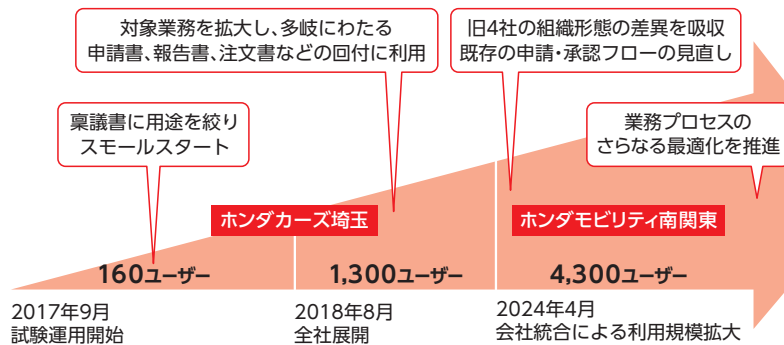 対象業務を拡大し、多岐にわたる
申請書、報告書、注文書などの回付に利用
旧4社の組織形態の差異を吸収
既存の申請・承認フローの見直し
稟議書に用途を絞り
スモールスタート
業務プロセスの
さらなる最適化を推進
ホンダカーズ埼玉
ホンダモビリティ南関東
160ユーザー
1,300ユーザー
4,300ユーザー
2017年9月
試験運用開始
2018年8月
全社展開
2024年4月
会社統合による利用規模拡大